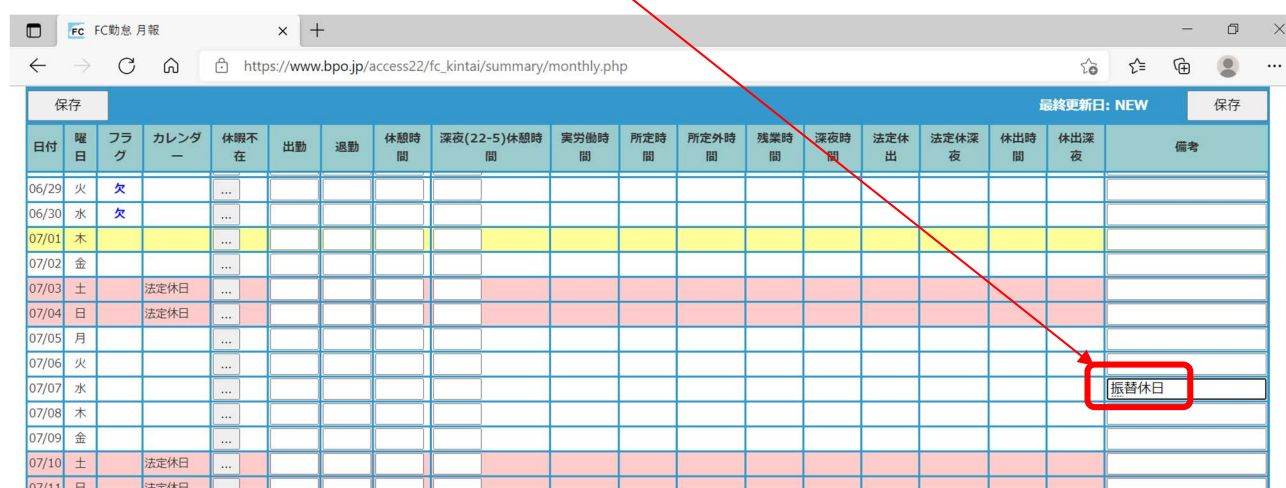 FC FC勤怠 月報
https://www.bpo.jp/access22/fc_kintai/summary/monthly.php
保存 最終更新日: NEW 保存
日付 曜日 フラグ カレンダー 休暇不在 出勤 退勤 休憩時間 深夜(22-5)休憩時間 実労働時間 所定時間 所定外時間 残業時間 深夜時間 法定休出 法定休深夜 休出時間 休出深夜 備考
06/29 火 欠 ...
06/30 水 欠 ...
07/01 木 ...
07/02 金 ...
07/03 土 法定休日 ...
07/04 日 法定休日 ...
07/05 月 ...
07/06 火 ...
07/07 水 ... 振替休日
07/08 木 ...
07/09 金 ...
07/10 土 法定休日 ...
07/11 日 法定休日